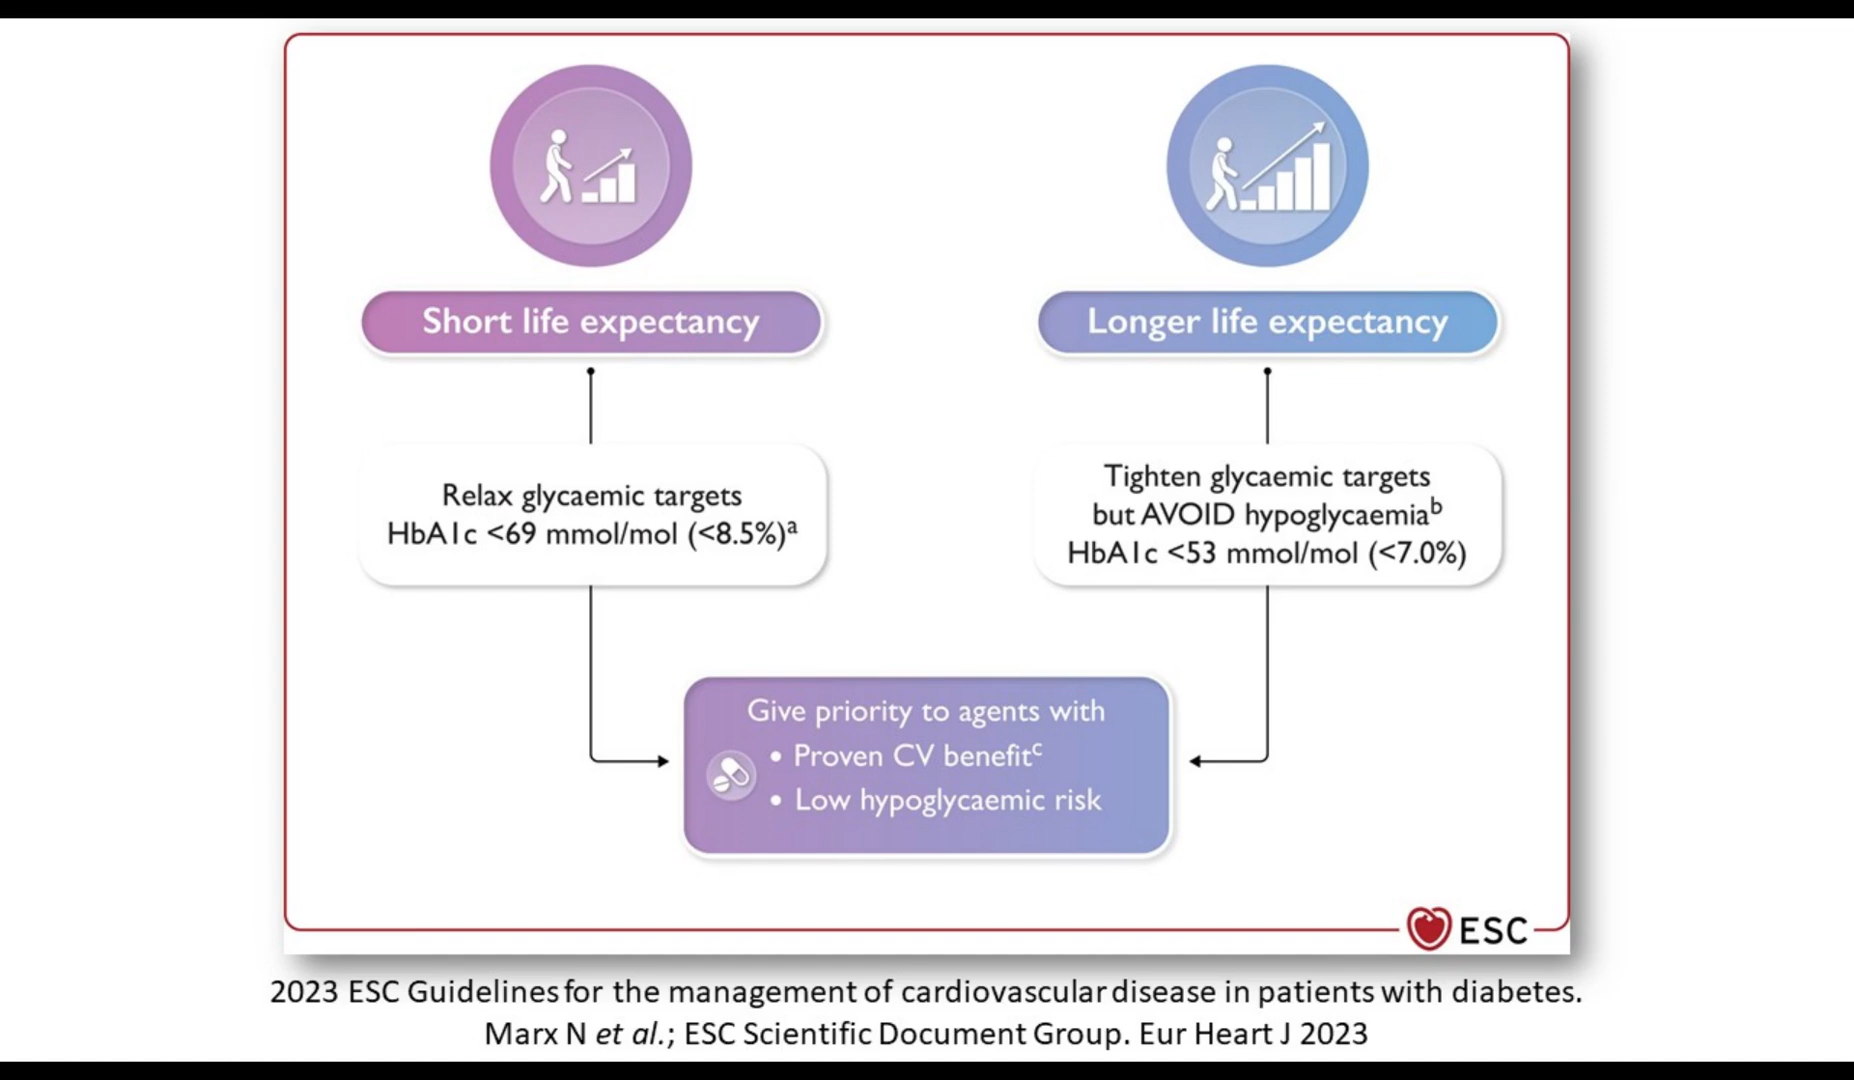 Short life expectancy
Longer life expectancy
Relax glycaemic targets
HbA1c <69 mmol/mol (<8.5%)ᵃ
Tighten glycaemic targets
but AVOID hypoglycaemiaᵇ
HbA1c <53 mmol/mol (<7.0%)
Give priority to agents with
• Proven CV benefitᶜ
• Low hypoglycaemic risk
ESC
2023 ESC Guidelines for the management of cardiovascular disease in patients with diabetes.
Marx N et al.; ESC Scientific Document Group. Eur Heart J 2023